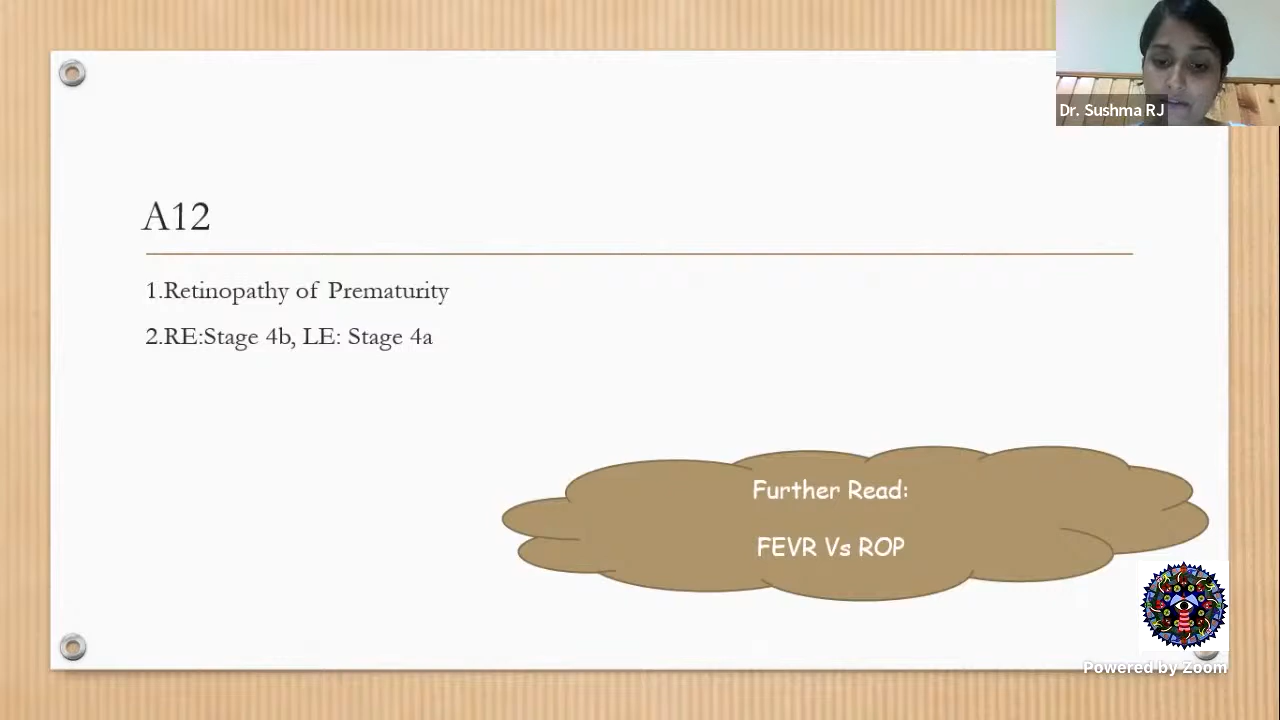 Dr. Sushma RJ
A12
1.Retinopathy of Prematurity
2.RE:Stage 4b, LE: Stage 4a
Further Read:
FEVR Vs ROP
Powered by Zoom